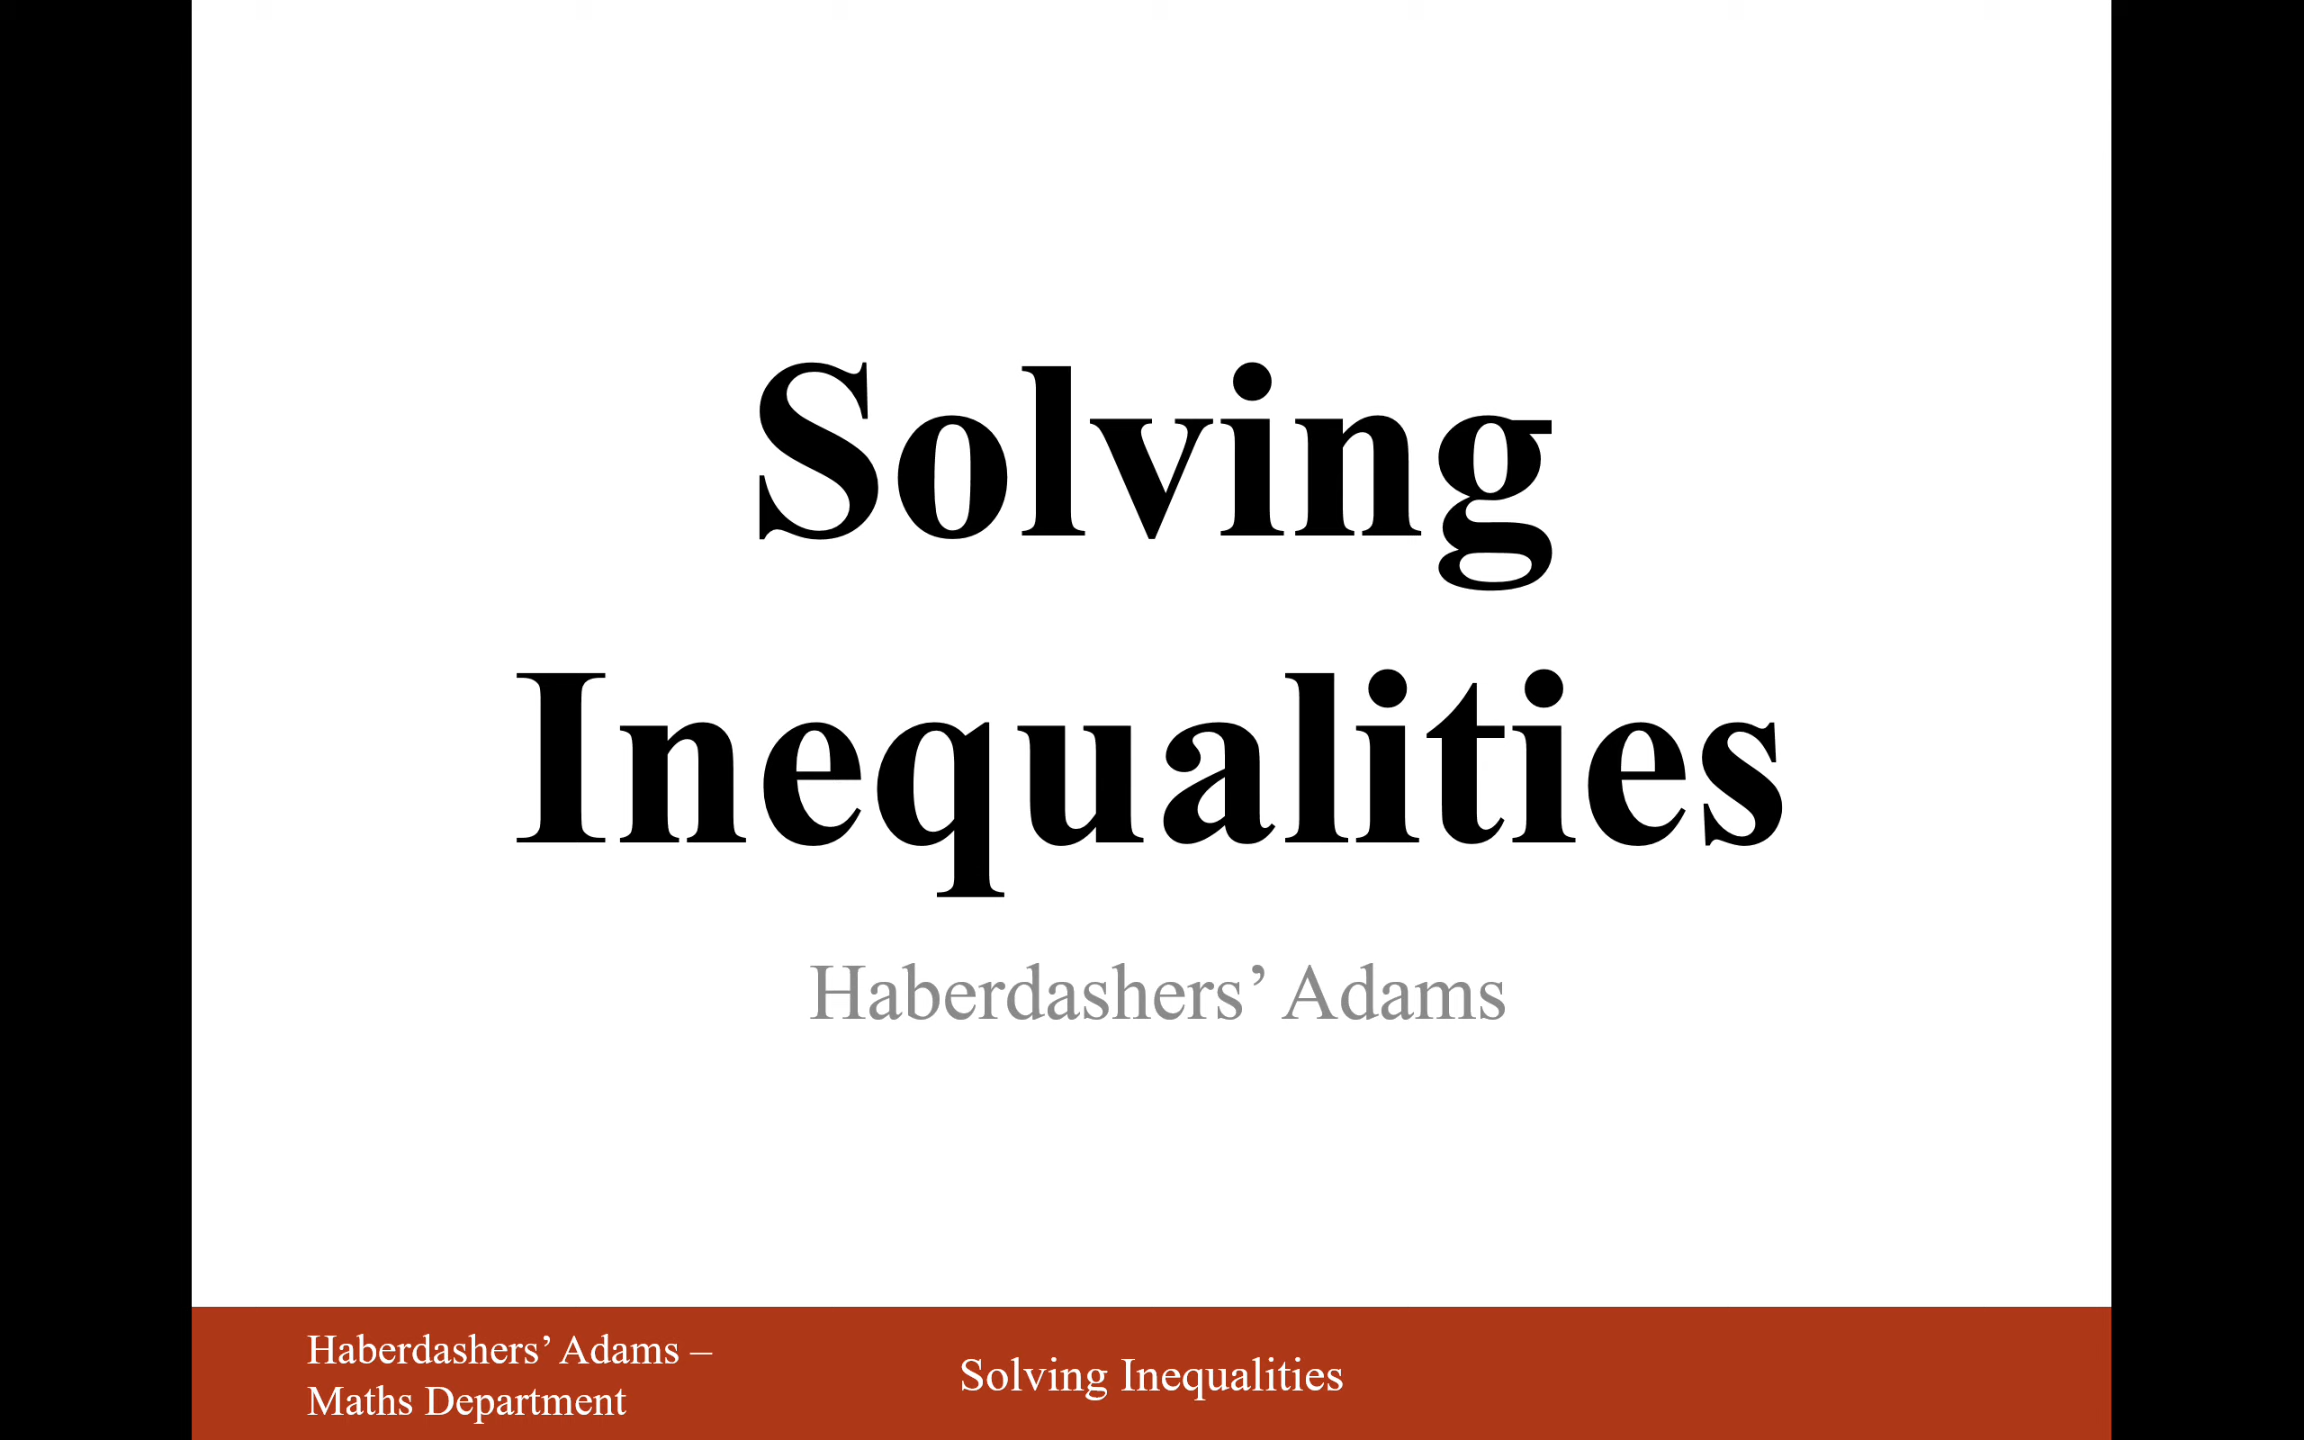 Solving
Inequalities
Haberdashers’ Adams
Haberdashers’ Adams –
Maths Department
Solving Inequalities